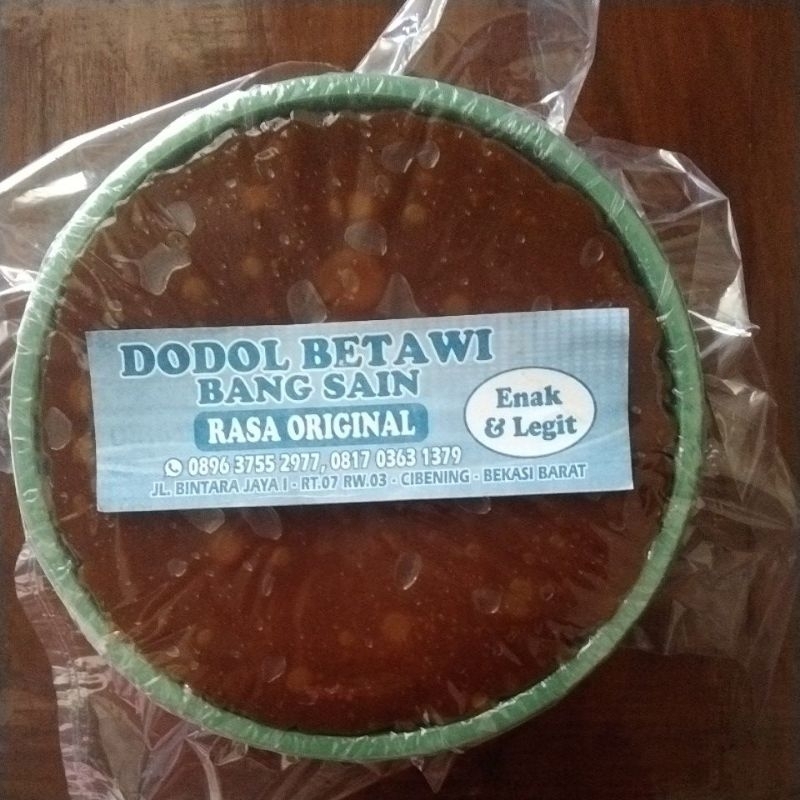 DODOL BETAWI
BANG SAIN
RASA ORIGINAL
Enak
& Legit
0896 3755 2977, 0817 0363 1379
JL. BINTARA JAYA I - RT.07 RW.03 - CIBENING - BEKASI BARAT